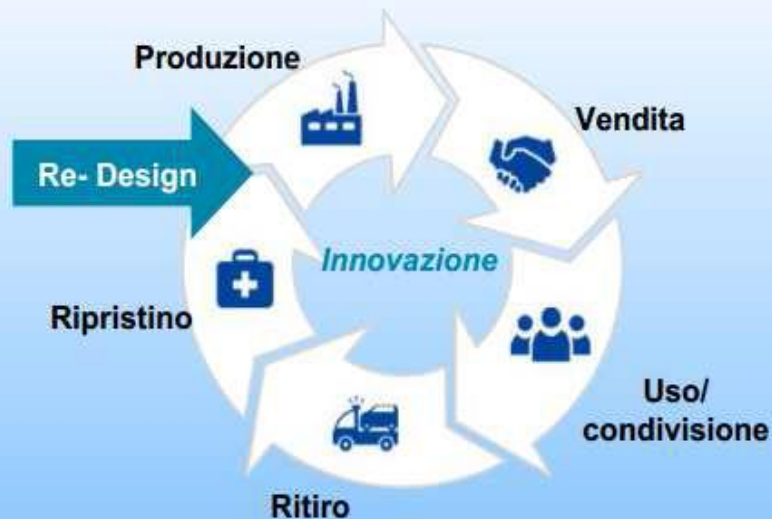 Produzione
Vendita
Re- Design
Innovazione
Ripristino
Uso/
condivisione
Ritiro